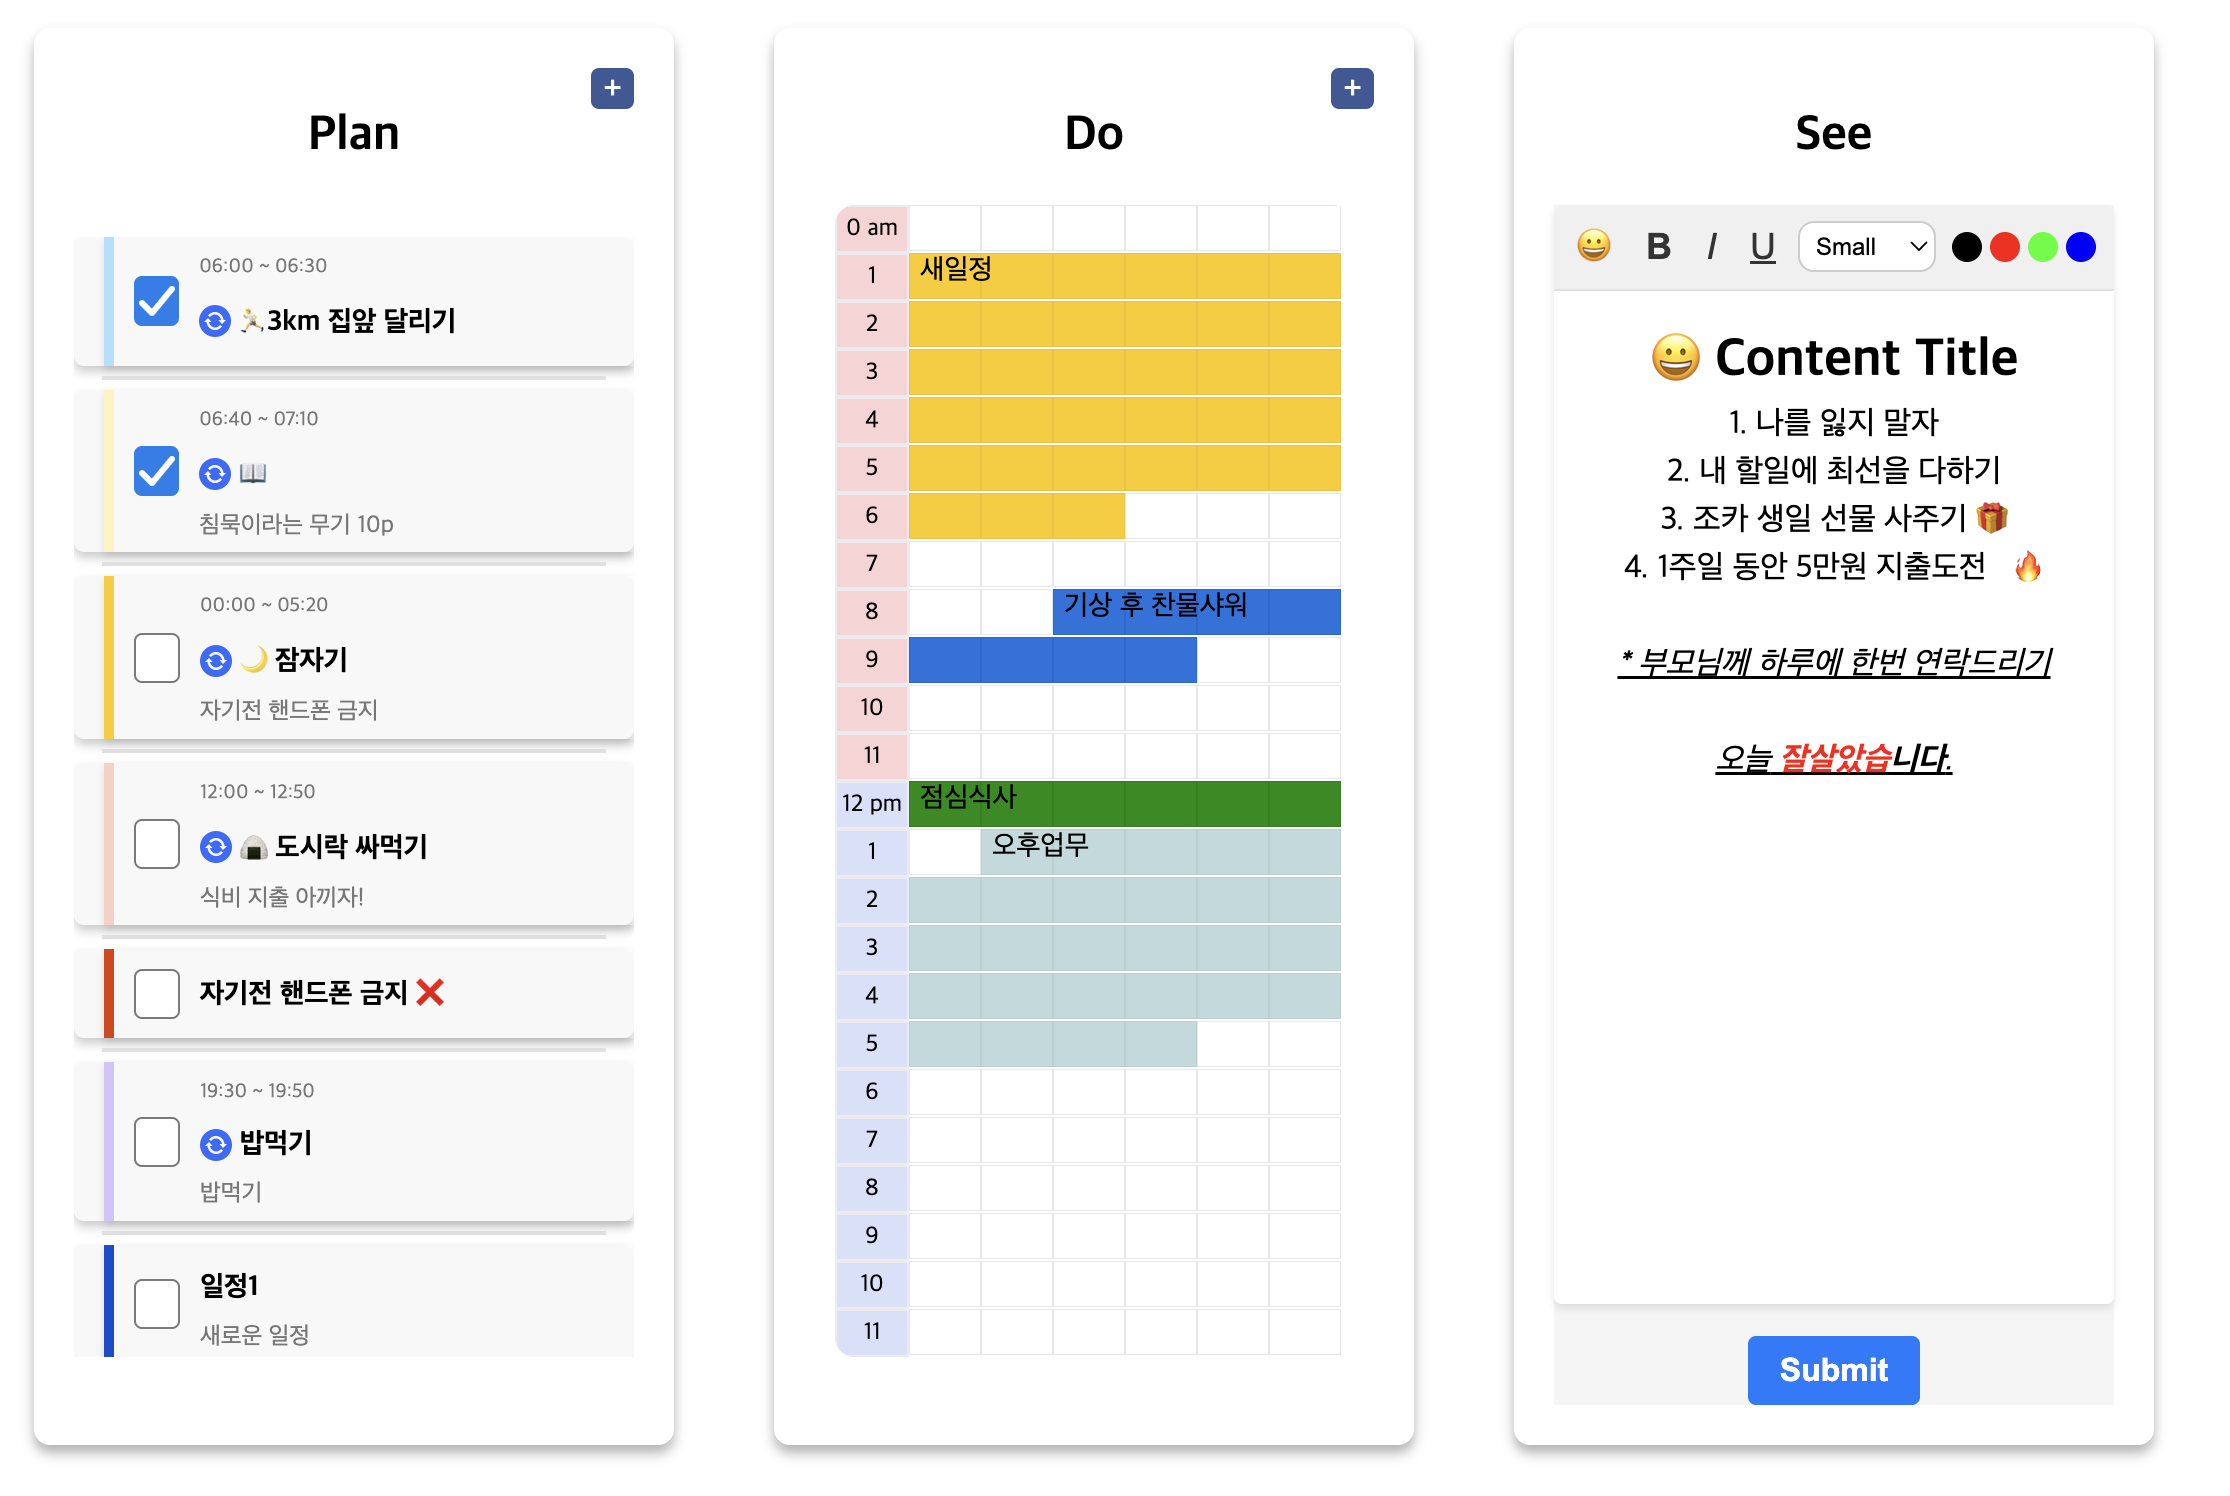 +
Plan
06:00 ~ 06:30
🏃3km 집앞 달리기
06:40 ~ 07:10
📖
침묵이라는 무기 10p
00:00 ~ 05:20
🌙 잠자기
자기전 핸드폰 금지
12:00 ~ 12:50
🍙 도시락 싸먹기
식비 지출 아끼자!
자기전 핸드폰 금지 ❌
19:30 ~ 19:50
밥먹기
밥먹기
일정1
새로운 일정
+
Do
0 am
1 새일정
2
3
4
5
6
7
8 기상 후 찬물샤워
9
10
11
12 pm 점심식사
1 오후업무
2
3
4
5
6
7
8
9
10
11
See
😀 B I U Small
😀 Content Title
1. 나를 잃지 말자
2. 내 할일에 최선을 다하기
3. 조카 생일 선물 사주기 🎁
4. 1주일 동안 5만원 지출도전 🔥
* 부모님께 하루에 한번 연락드리기
오늘 잘살았습니다.
Submit